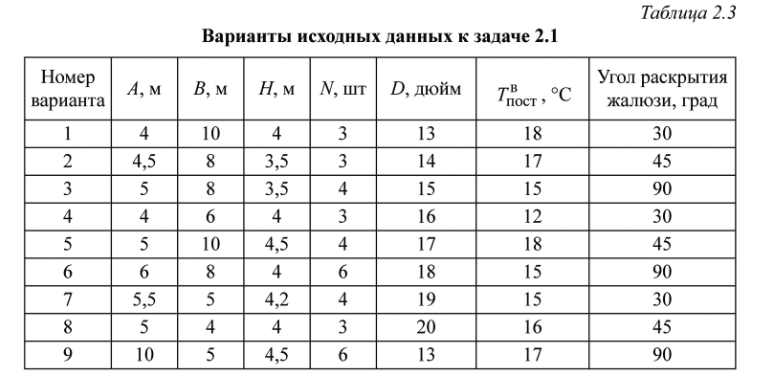 Таблица 2.3
Варианты исходных данных к задаче 2.1
Номер варианта A, м B, м H, м N, шт D, дюйм T^в_пост, °C Угол раскрытия жалюзи, град
1 4 10 4 3 13 18 30
2 4,5 8 3,5 3 14 17 45
3 5 8 3,5 4 15 15 90
4 4 6 4 3 16 12 30
5 5 10 4,5 4 17 18 45
6 6 8 4 6 18 15 90
7 5,5 5 4,2 4 19 15 30
8 5 4 4 3 20 16 45
9 10 5 4,5 6 13 17 90